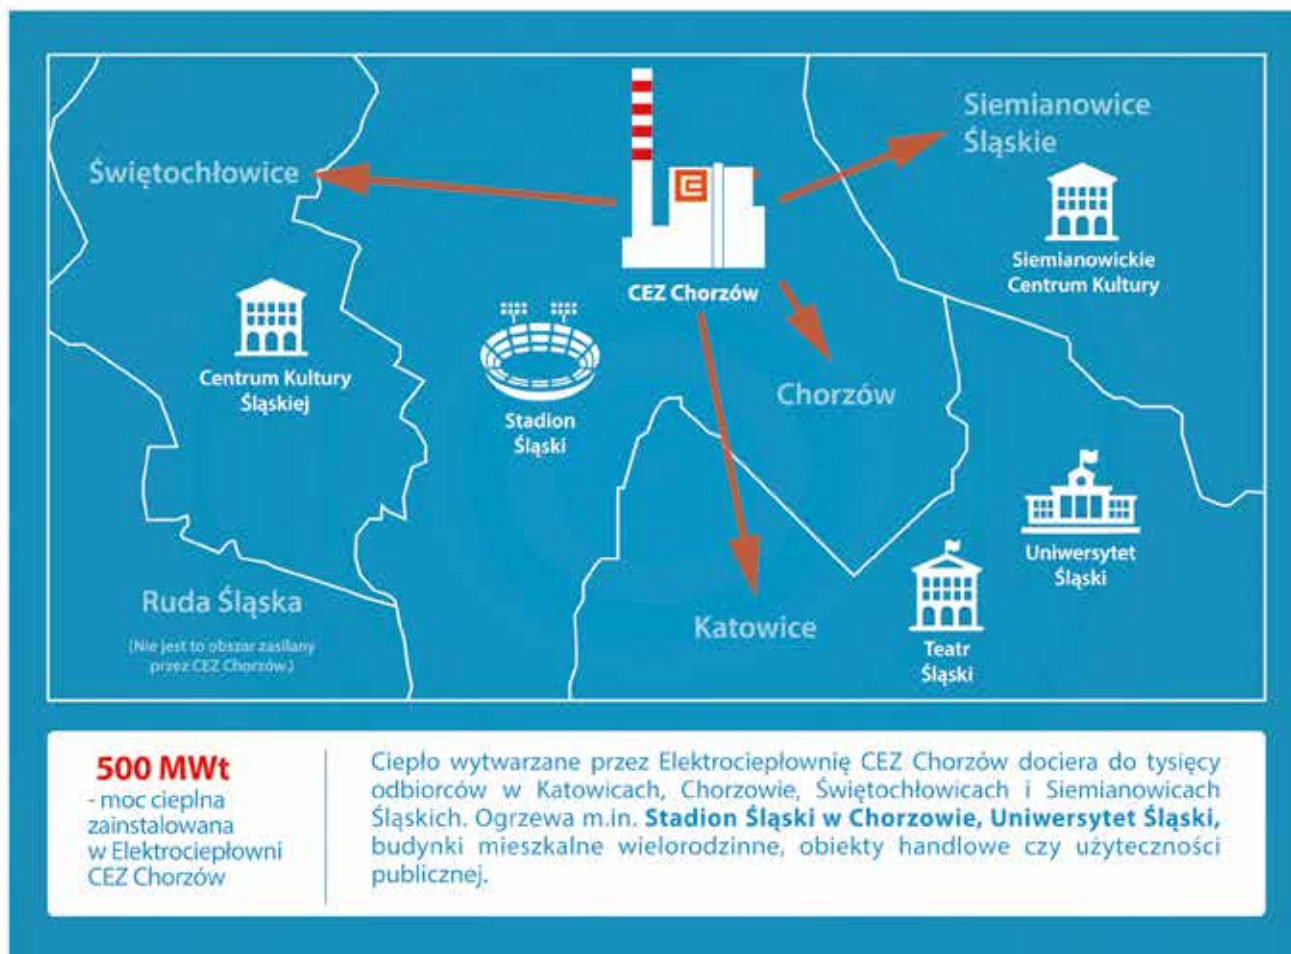 Siemianowice
Śląskie
Świętochłowice
Siemianowickie
Centrum Kultury
CEZ Chorzów
Centrum Kultury
Śląskiej
Stadion
Śląski
Chorzów
Uniwersytet
Śląski
Ruda Śląska
(Nie jest to obszar zasilany
przez CEZ Chorzów.)
Katowice
Teatr
Śląski
500 MWt
- moc cieplna
zainstalowana
w Elektrociepłowni
CEZ Chorzów
Ciepło wytwarzane przez Elektrociepłownię CEZ Chorzów dociera do tysięcy
odbiorców w Katowicach, Chorzowie, Świętochłowicach i Siemianowicach
Śląskich. Ogrzewa m.in. Stadion Śląski w Chorzowie, Uniwersytet Śląski,
budynki mieszkalne wielorodzinne, obiekty handlowe czy użyteczności
publicznej.